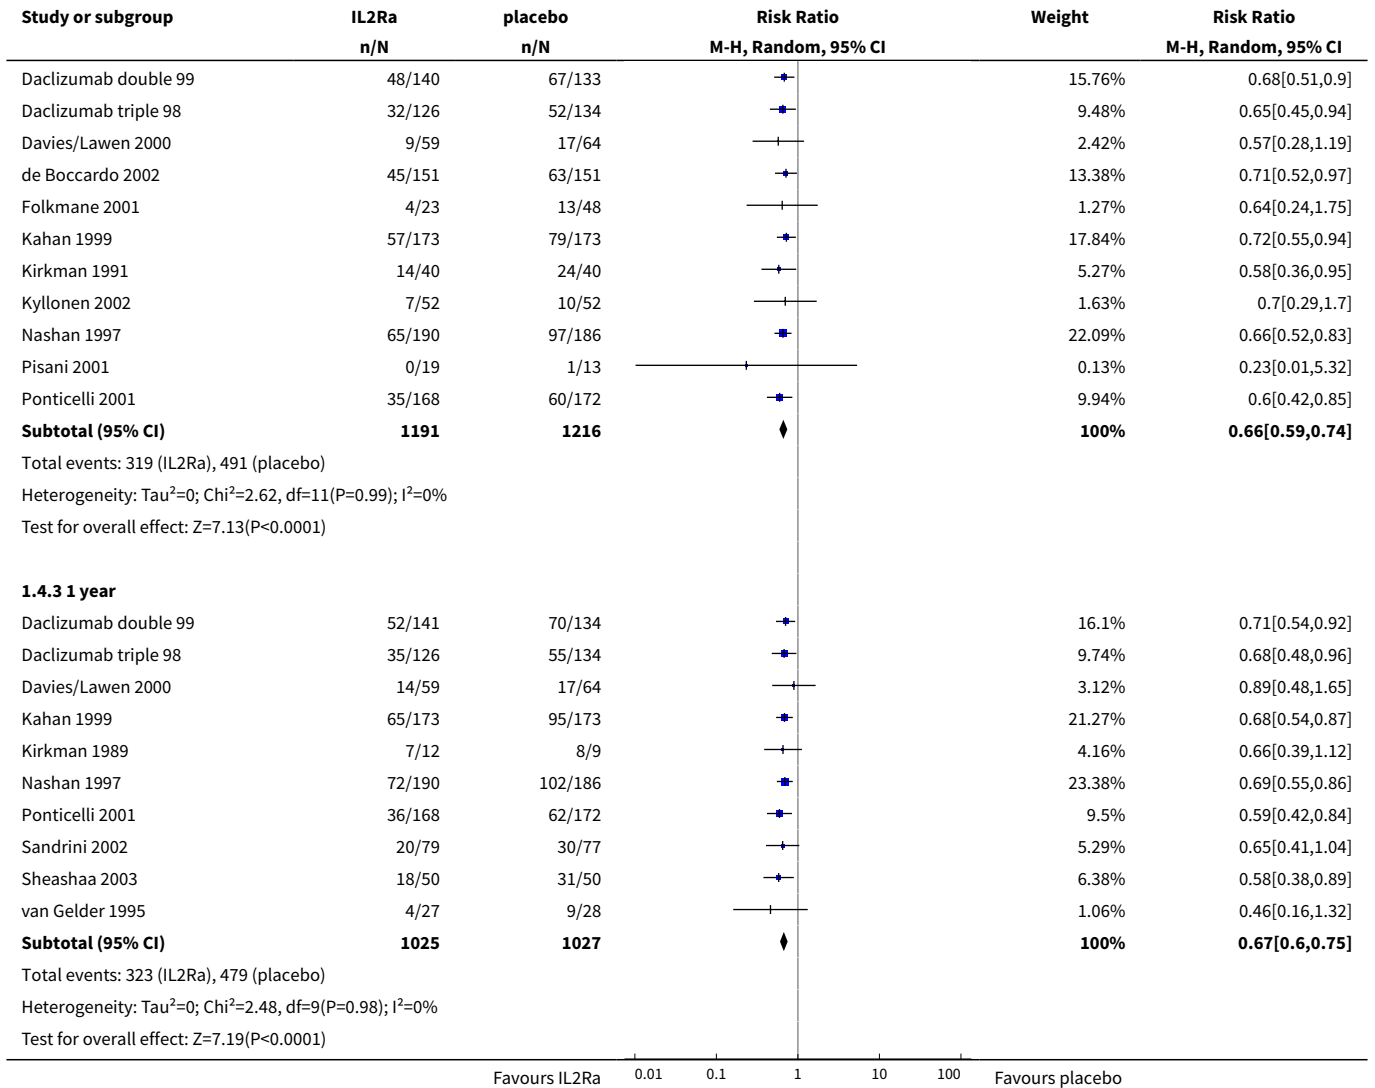 Study or subgroup IL2Ra placebo Risk Ratio Weight Risk Ratio
n/N n/N M-H, Random, 95% CI M-H, Random, 95% CI
Daclizumab double 99 48/140 67/133 15.76% 0.68[0.51,0.9]
Daclizumab triple 98 32/126 52/134 9.48% 0.65[0.45,0.94]
Davies/Lawen 2000 9/59 17/64 2.42% 0.57[0.28,1.19]
de Boccardo 2002 45/151 63/151 13.38% 0.71[0.52,0.97]
Folkmane 2001 4/23 13/48 1.27% 0.64[0.24,1.75]
Kahan 1999 57/173 79/173 17.84% 0.72[0.55,0.94]
Kirkman 1991 14/40 24/40 5.27% 0.58[0.36,0.95]
Kyllonen 2002 7/52 10/52 1.63% 0.7[0.29,1.7]
Nashan 1997 65/190 97/186 22.09% 0.66[0.52,0.83]
Pisani 2001 0/19 1/13 0.13% 0.23[0.01,5.32]
Ponticelli 2001 35/168 60/172 9.94% 0.6[0.42,0.85]
Subtotal (95% CI) 1191 1216 100% 0.66[0.59,0.74]
Total events: 319 (IL2Ra), 491 (placebo)
Heterogeneity: Tau²=0; Chi²=2.62, df=11(P=0.99); I²=0%
Test for overall effect: Z=7.13(P<0.0001)
1.4.3 1 year
Daclizumab double 99 52/141 70/134 16.1% 0.71[0.54,0.92]
Daclizumab triple 98 35/126 55/134 9.74% 0.68[0.48,0.96]
Davies/Lawen 2000 14/59 17/64 3.12% 0.89[0.48,1.65]
Kahan 1999 65/173 95/173 21.27% 0.68[0.54,0.87]
Kirkman 1989 7/12 8/9 4.16% 0.66[0.39,1.12]
Nashan 1997 72/190 102/186 23.38% 0.69[0.55,0.86]
Ponticelli 2001 36/168 62/172 9.5% 0.59[0.42,0.84]
Sandrini 2002 20/79 30/77 5.29% 0.65[0.41,1.04]
Sheashaa 2003 18/50 31/50 6.38% 0.58[0.38,0.89]
van Gelder 1995 4/27 9/28 1.06% 0.46[0.16,1.32]
Subtotal (95% CI) 1025 1027 100% 0.67[0.6,0.75]
Total events: 323 (IL2Ra), 479 (placebo)
Heterogeneity: Tau²=0; Chi²=2.48, df=9(P=0.98); I²=0%
Test for overall effect: Z=7.19(P<0.0001)
Favours IL2Ra 0.01 0.1 1 10 100 Favours placebo